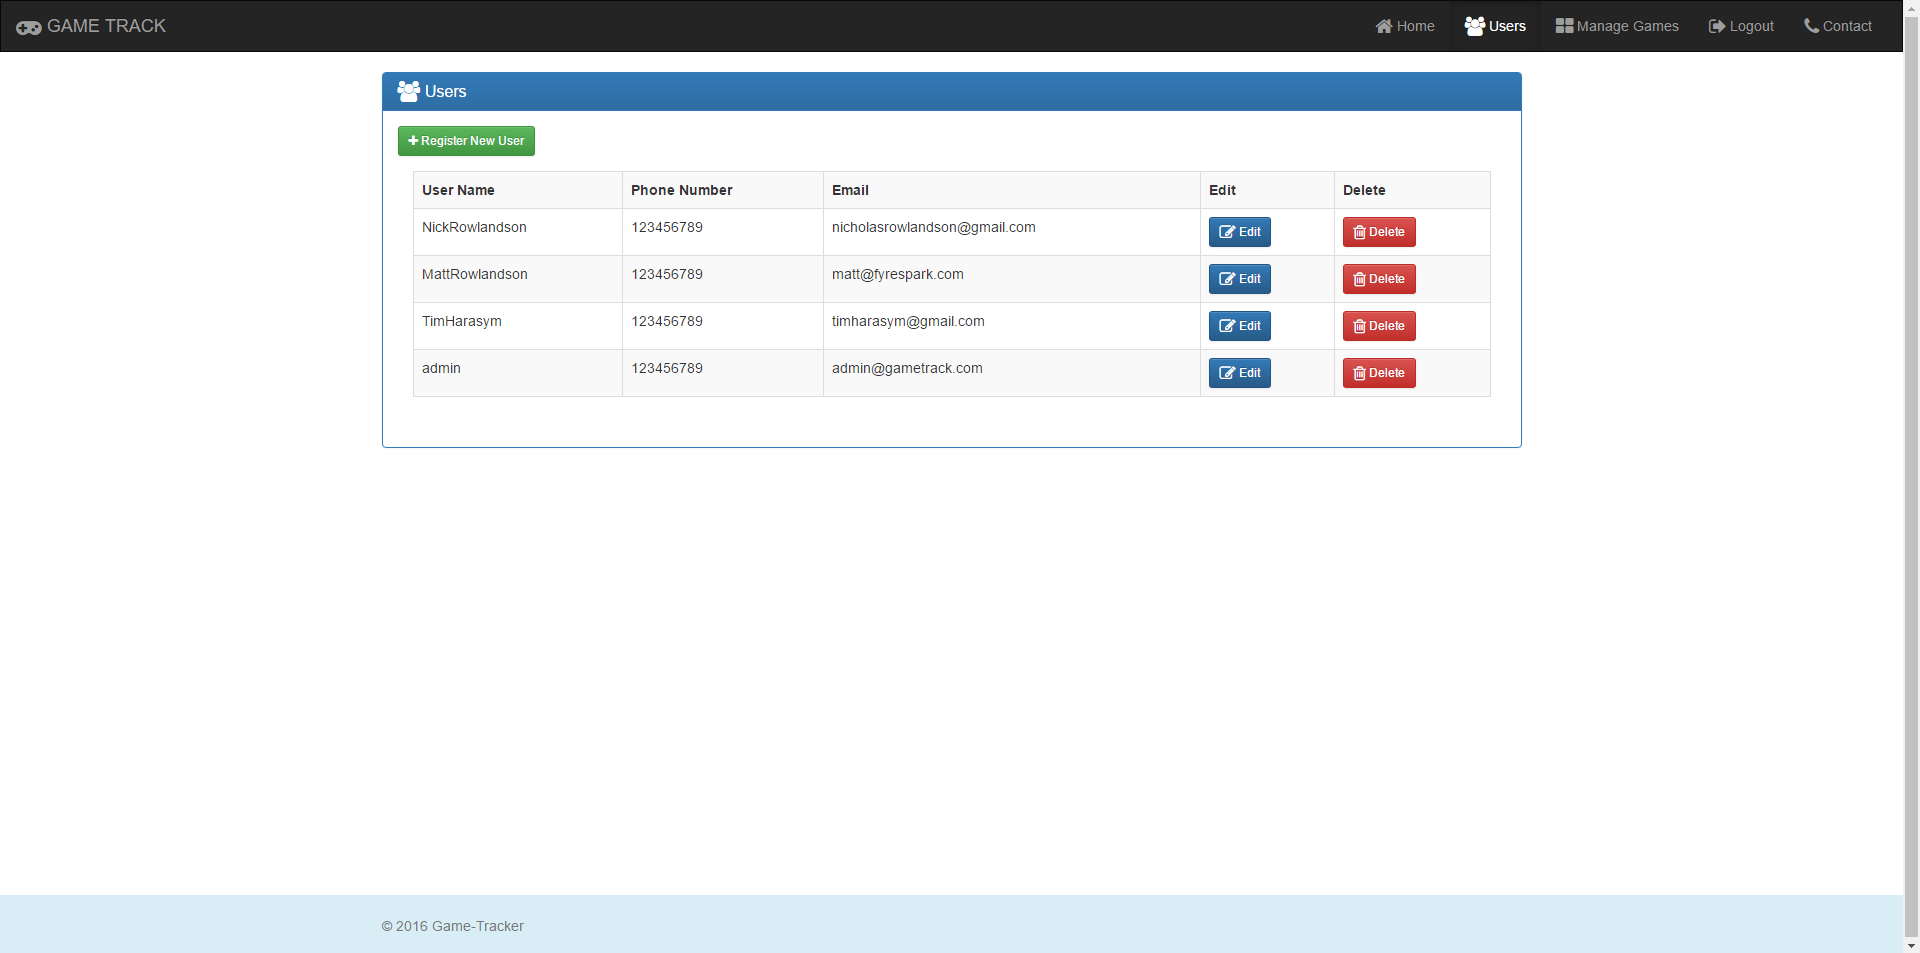 GAME TRACK Home Users Manage Games Logout Contact
Users
Register New User
User Name Phone Number Email Edit Delete
NickRowlandson 123456789 nicholasrowlandson@gmail.com Edit Delete
MattRowlandson 123456789 matt@fyrespark.com Edit Delete
TimHarasym 123456789 timharasym@gmail.com Edit Delete
admin 123456789 admin@gametrack.com Edit Delete
© 2016 Game-Tracker